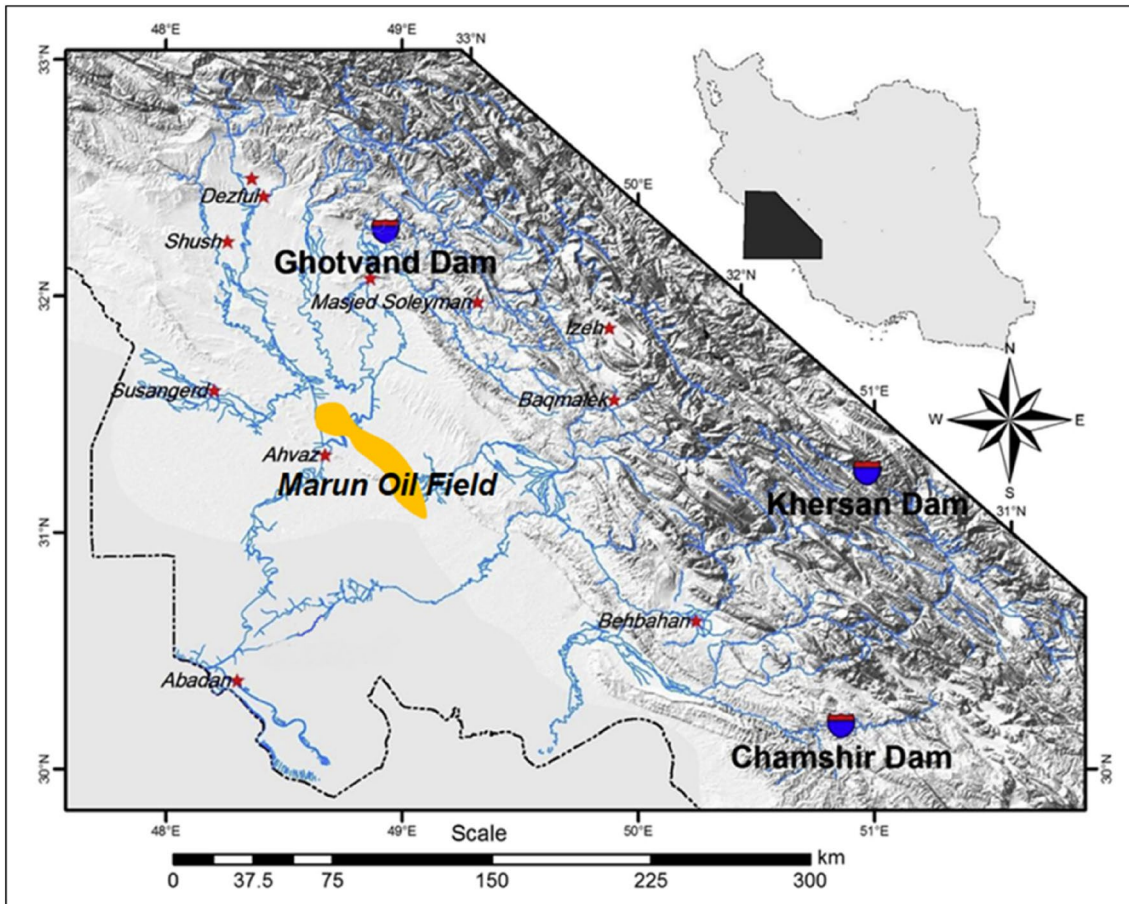 48°E
49°E
33°N
33°N
50°E
Dezful
Shush
Ghotvand Dam
32°N
32°N
Masjed Soleyman
Izeh
N
Susangerd
Baqmalek
51°E
W
E
Ahvaz
Marun Oil Field
S
Khersan Dam
31°N
31°N
Behbahan
Abadan
Chamshir Dam
30°N
30°N
48°E
49°E
50°E
51°E
Scale
km
0 37.5 75 150 225 300